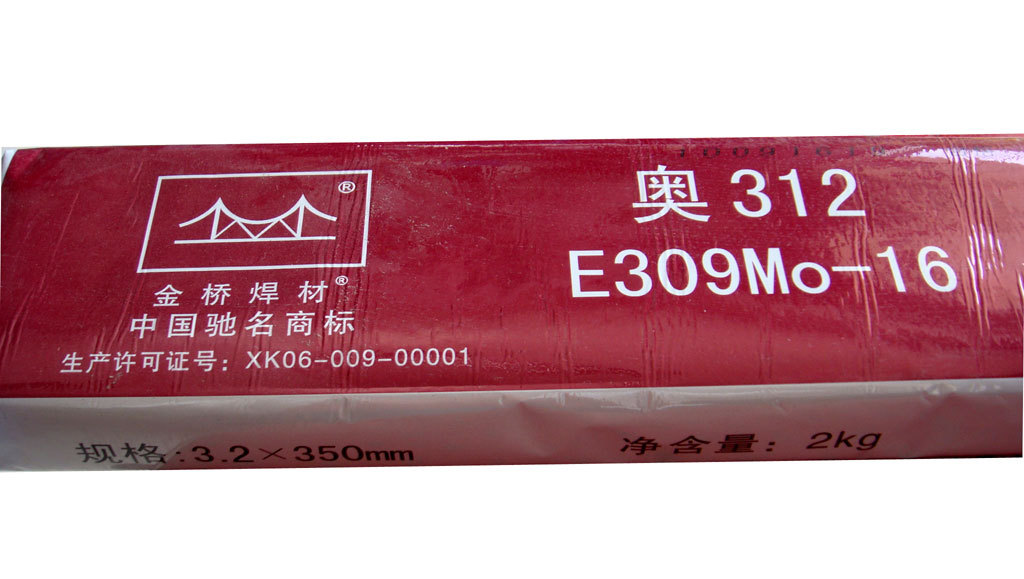 奥 312
E309Mo-16
®
金桥焊材®
中国驰名商标
生产许可证号：XK06-009-00001
规格：3.2×350mm
净含量：2kg